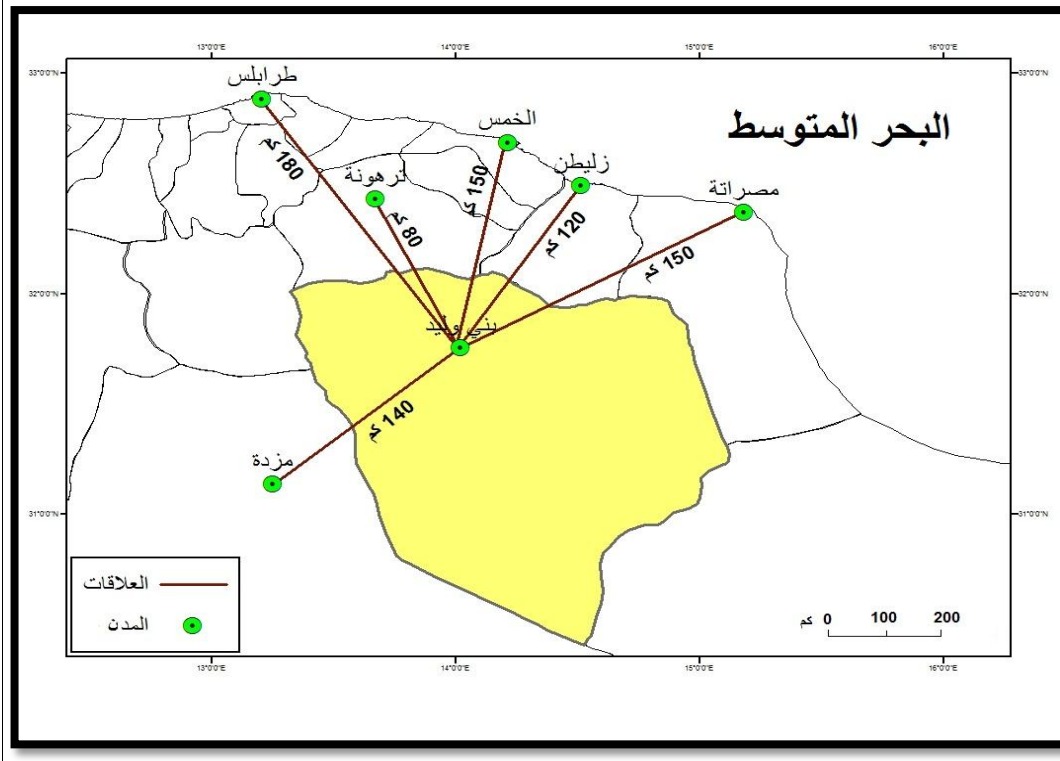 13°0'0"E
14°0'0"E
15°0'0"E
16°0'0"E
33°0'0"N
33°0'0"N
طرابلس
البحر المتوسط
الخمس
زليطن
ترهونة
مصراتة
180 كم
150 كم
80 كم
120 كم
150 كم
32°0'0"N
32°0'0"N
بني وليد
140 كم
مزدة
31°0'0"N
31°0'0"N
العلاقات
المدن
كم 0 100 200
13°0'0"E
14°0'0"E
15°0'0"E
16°0'0"E